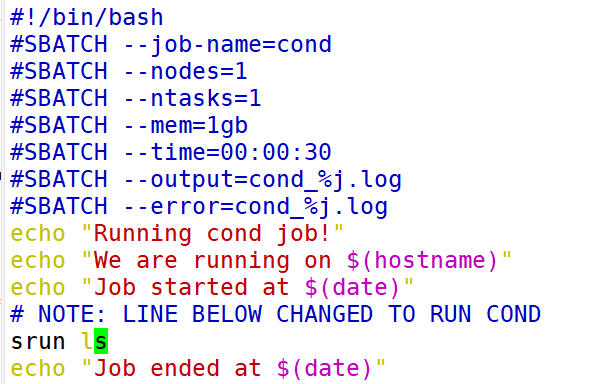 #!/bin/bash
#SBATCH --job-name=cond
#SBATCH --nodes=1
#SBATCH --ntasks=1
#SBATCH --mem=1gb
#SBATCH --time=00:00:30
#SBATCH --output=cond_%j.log
#SBATCH --error=cond_%j.log
echo "Running cond job!"
echo "We are running on $(hostname)"
echo "Job started at $(date)"
# NOTE: LINE BELOW CHANGED TO RUN COND
srun ls
echo "Job ended at $(date)"